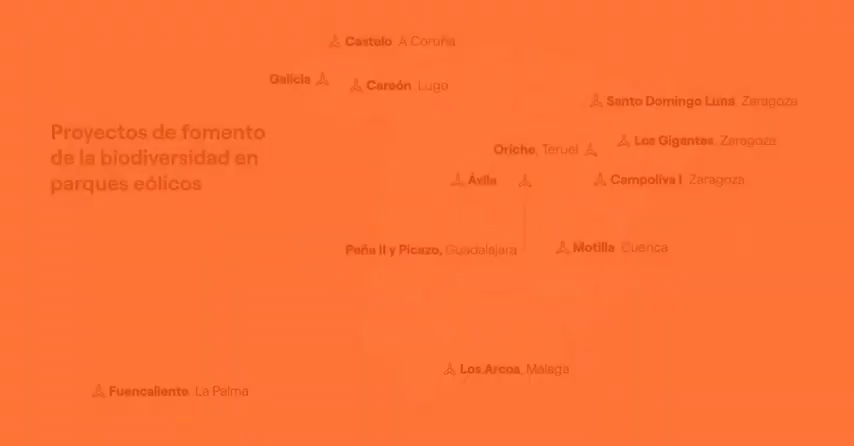 Castelo A Coruña
Galicia
Careón Lugo
Santo Domingo Luna, Zaragoza
Proyectos de fomento
de la biodiversidad en
parques eólicos
Oriche, Teruel
Los Gigantes, Zaragoza
Ávila
Campoliva I Zaragoza
Peña II y Picazo, Guadalajara
Motilla Cuenca
Los Arcos, Málaga
Fuencaliente La Palma